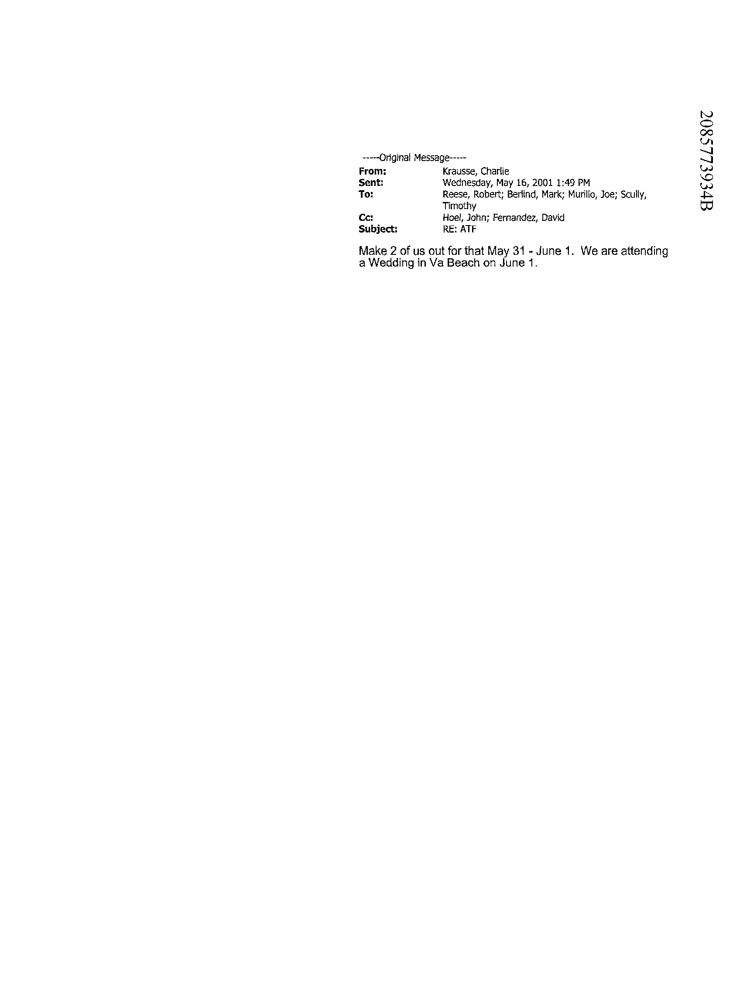 -----Original Message-----
From: Krausse, Charlie
Sent: Wednesday, May 16, 2001 1:49 PM
To: Reese, Robert; Berlind, Mark; Murillo, Joe; Scully,
Timothy
Cc: Hoel, John; Fernandez, David
Subject: RE: ATF
Make 2 of us out for that May 31 - June 1. We are attending
a Wedding in Va Beach on June 1.
2085773934B